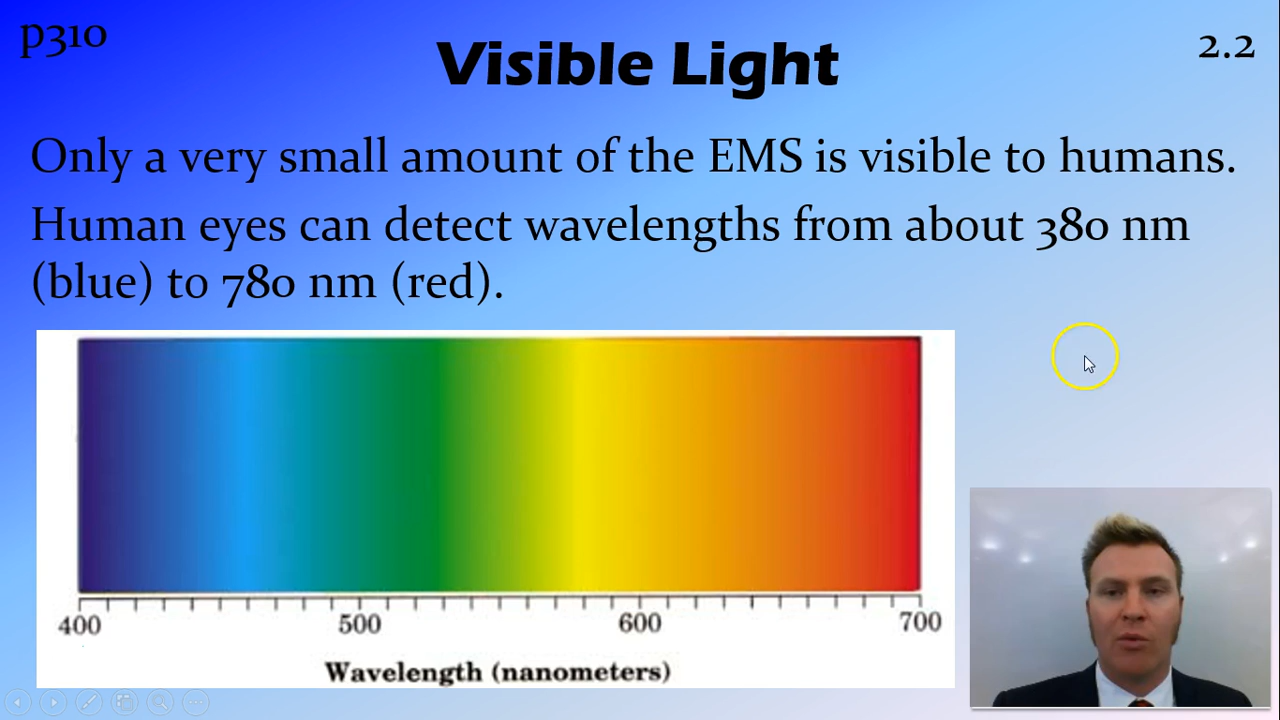 p310
Visible Light
2.2
Only a very small amount of the EMS is visible to humans.
Human eyes can detect wavelengths from about 380 nm
(blue) to 780 nm (red).
400 500 600 700
Wavelength (nanometers)